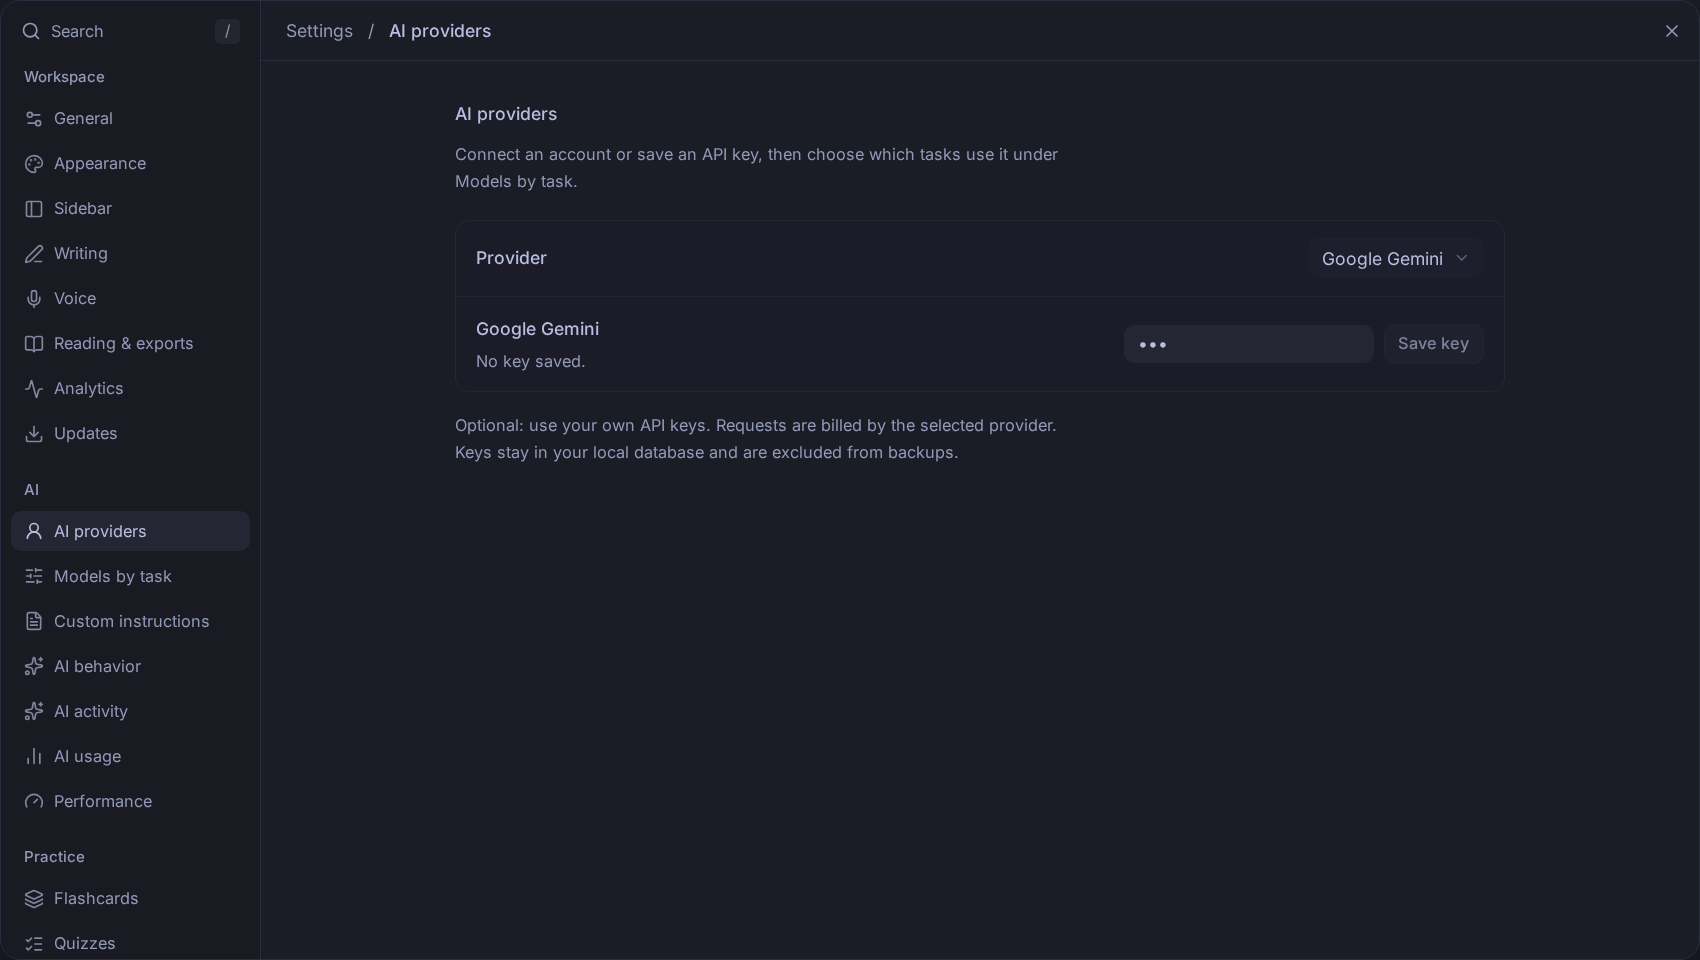 Search /
Settings / AI providers
Workspace
General
Appearance
Sidebar
Writing
Voice
Reading & exports
Analytics
Updates
AI
AI providers
Models by task
Custom instructions
AI behavior
AI activity
AI usage
Performance
Practice
Flashcards
Quizzes
AI providers
Connect an account or save an API key, then choose which tasks use it under
Models by task.
Provider
Google Gemini
Google Gemini
No key saved.
•••
Save key
Optional: use your own API keys. Requests are billed by the selected provider.
Keys stay in your local database and are excluded from backups.